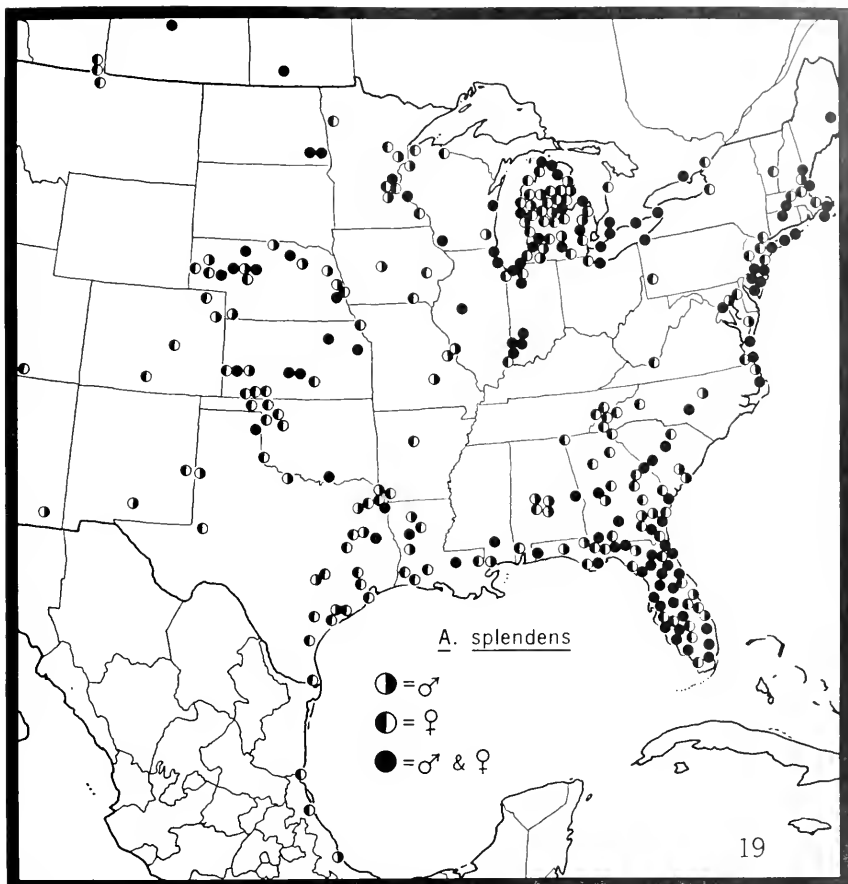 A. splendens
◑ = ♂
◐ = ♀
● = ♂ & ♀
19